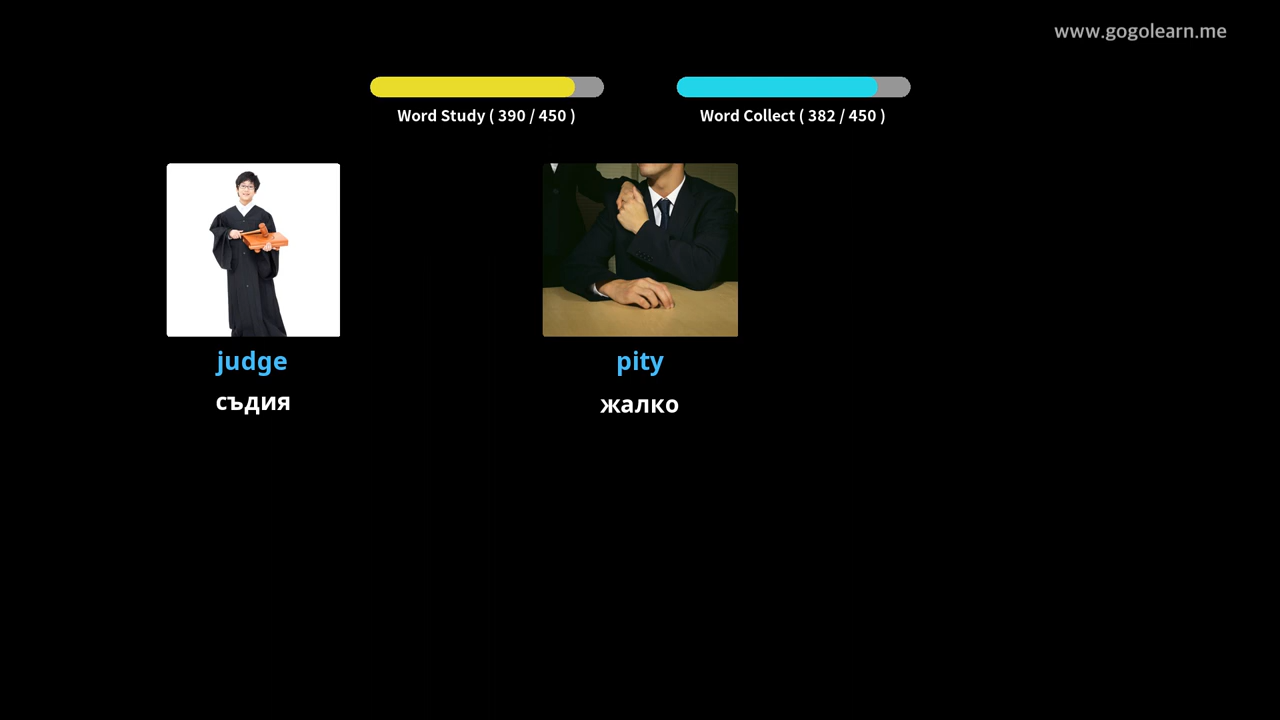 www.gogolearn.me
Word Study ( 390 / 450 )
Word Collect ( 382 / 450 )
judge
pity
съдия
жалко